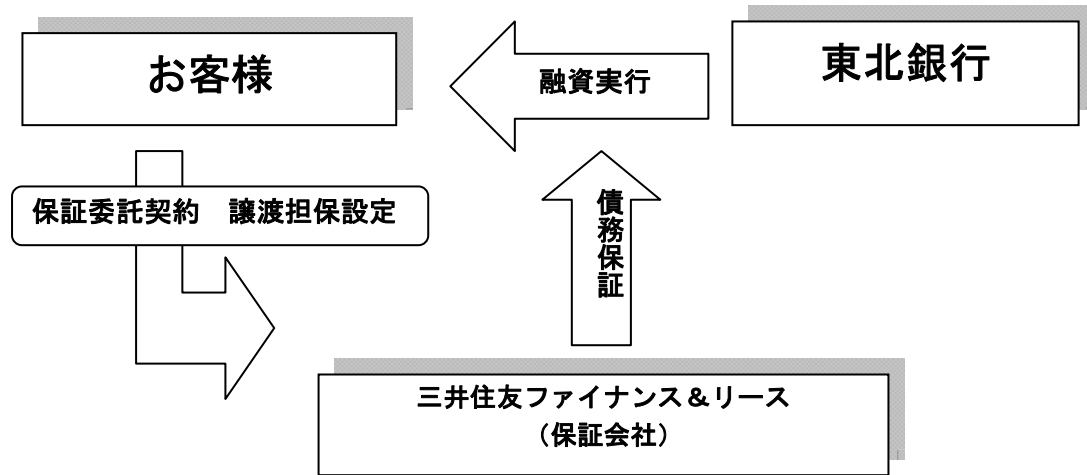 お客様
融資実行
東北銀行
保証委託契約　譲渡担保設定
債務保証
三井住友ファイナンス＆リース
（保証会社）